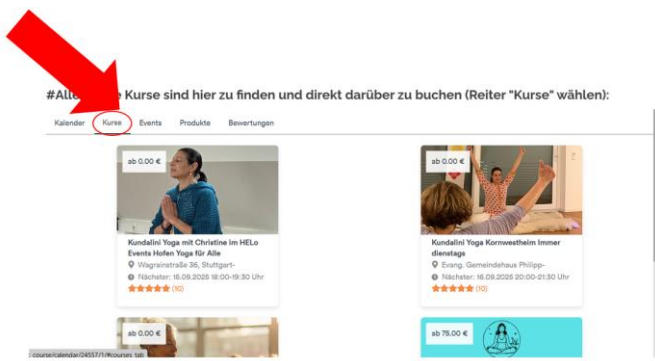 #Alle Kurse sind hier zu finden und direkt darüber zu buchen (Reiter "Kurse" wählen):
Kalender Kurse Events Produkte Bewertungen
ab 0.00 €
Kundalini Yoga mit Christine im HELo
Events Hofen Yoga für Alle
Wagrainstraße 36, Stuttgart-
Nächster: 16.09.2025 18:00-19:30 Uhr
(10)
ab 0.00 €
Kundalini Yoga Kornwestheim Immer
dienstags
Evang. Gemeindehaus Philipp-
Nächster: 16.09.2025 20:00-21:30 Uhr
(10)
ab 0.00 €
ab 75.00 €
course/calendar/24557/1/#courses_tab